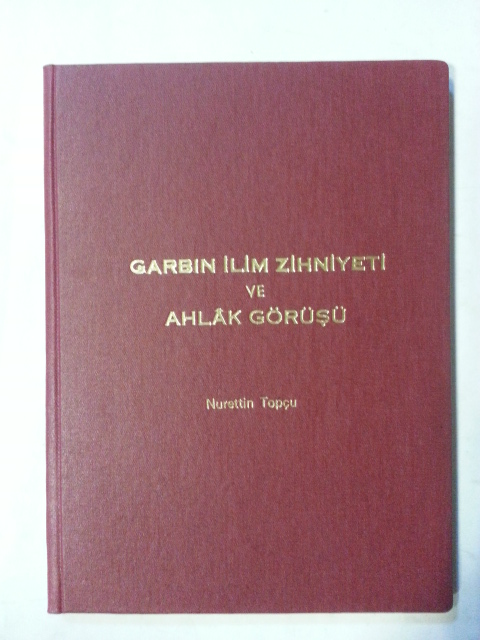 GARBIN İLİM ZİHNİYETİ
VE
AHLÂK GÖRÜŞÜ
Nurettin Topçu